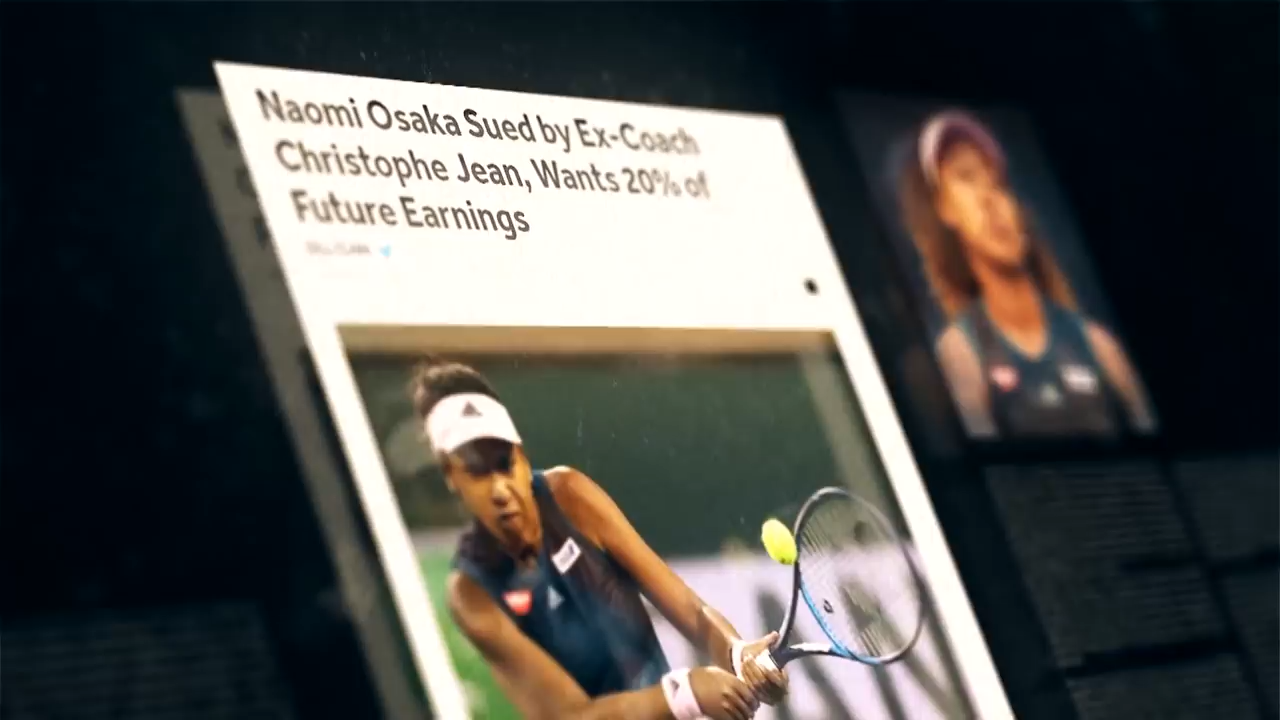 Naomi Osaka Sued by Ex-Coach
Christophe Jean, Wants 20% of
Future Earnings